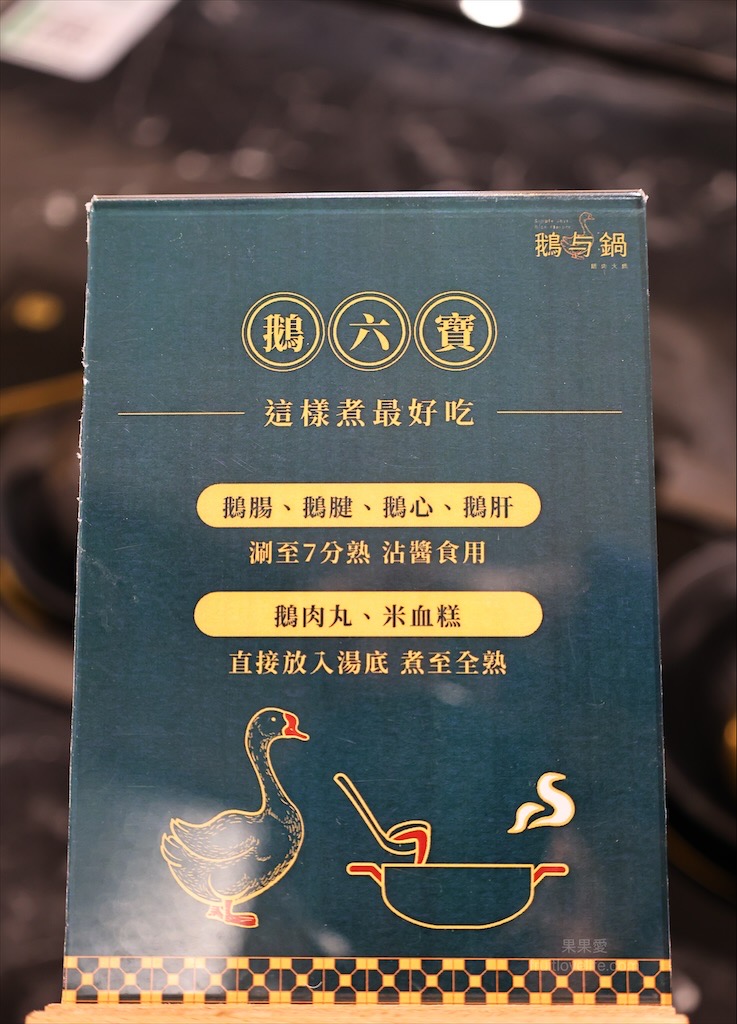 鵝与鍋
鵝六寶
這樣煮最好吃
鵝腸、鵝腱、鵝心、鵝肝
涮至7分熟 沾醬食用
鵝肉丸、米血糕
直接放入湯底 煮至全熟
果果愛